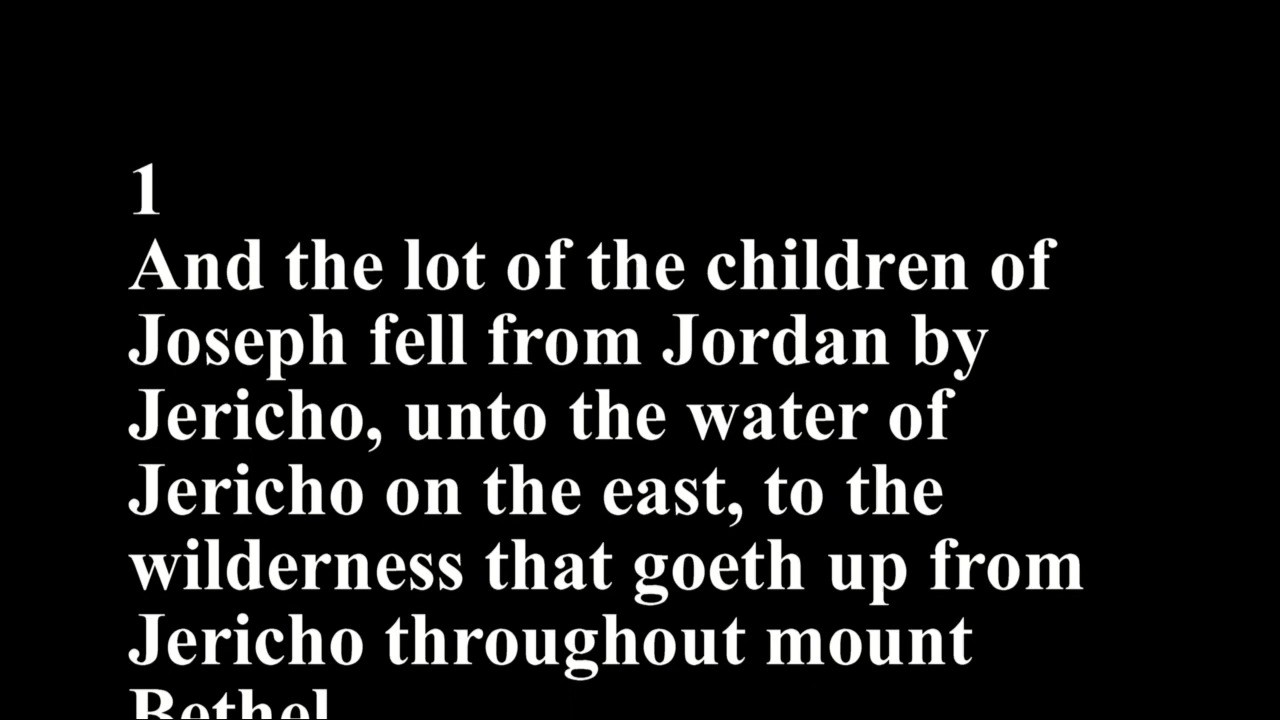 1
And the lot of the children of
Joseph fell from Jordan by
Jericho, unto the water of
Jericho on the east, to the
wilderness that goeth up from
Jericho throughout mount
Bethel